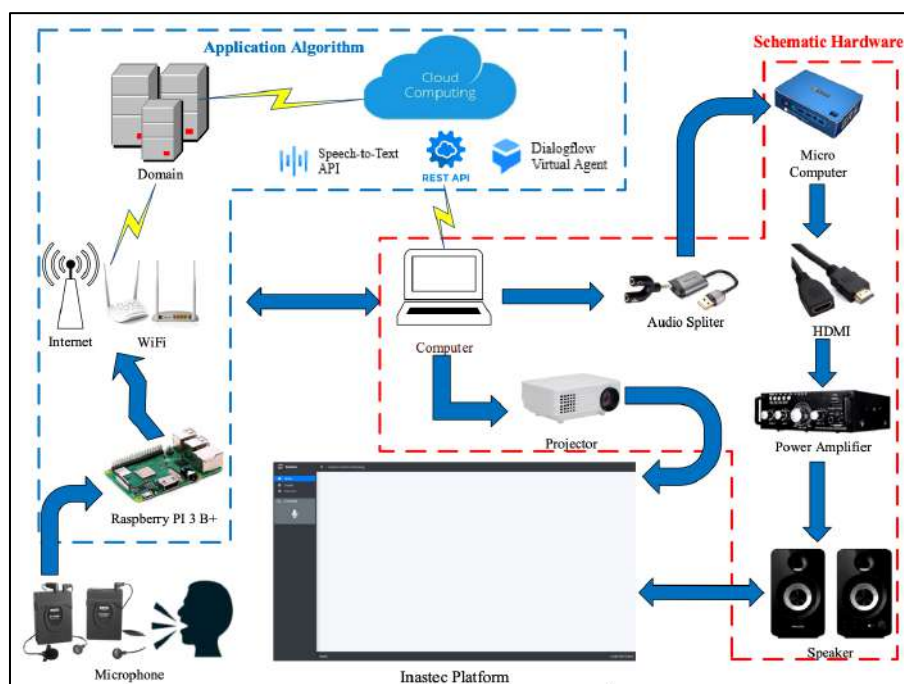 Application Algorithm
Schematic Hardware
Cloud
Computing
Domain
Speech-to-Text
API
REST API
Dialogflow
Virtual Agent
Micro
Computer
Internet
WiFi
Computer
Audio Spliter
HDMI
Projector
Power Amplifier
Raspberry PI 3 B+
Microphone
Inastec Platform
Speaker